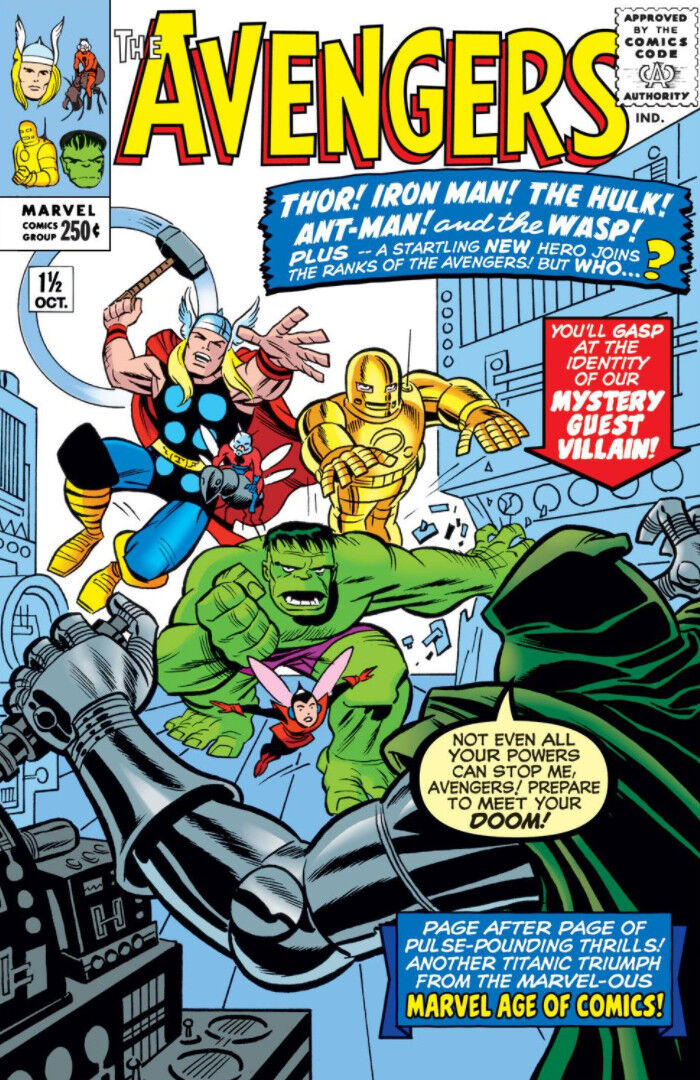 THE AVENGERS
APPROVED
BY THE
COMICS
CODE
CA
AUTHORITY
IND.
MARVEL
COMICS
GROUP 250¢
1½
OCT.
THOR! IRON MAN! THE HULK!
ANT-MAN! and the WASP!
PLUS -- A STARTLING NEW HERO JOINS
THE RANKS OF THE AVENGERS! BUT WHO...?
YOU'LL GASP
AT THE
IDENTITY
OF OUR
MYSTERY
GUEST
VILLAIN!
NOT EVEN ALL
YOUR POWERS
CAN STOP ME,
AVENGERS! PREPARE
TO MEET YOUR
DOOM!
PAGE AFTER PAGE OF
PULSE-POUNDING THRILLS!
ANOTHER TITANIC TRIUMPH
FROM THE MARVEL-OUS
MARVEL AGE OF COMICS!